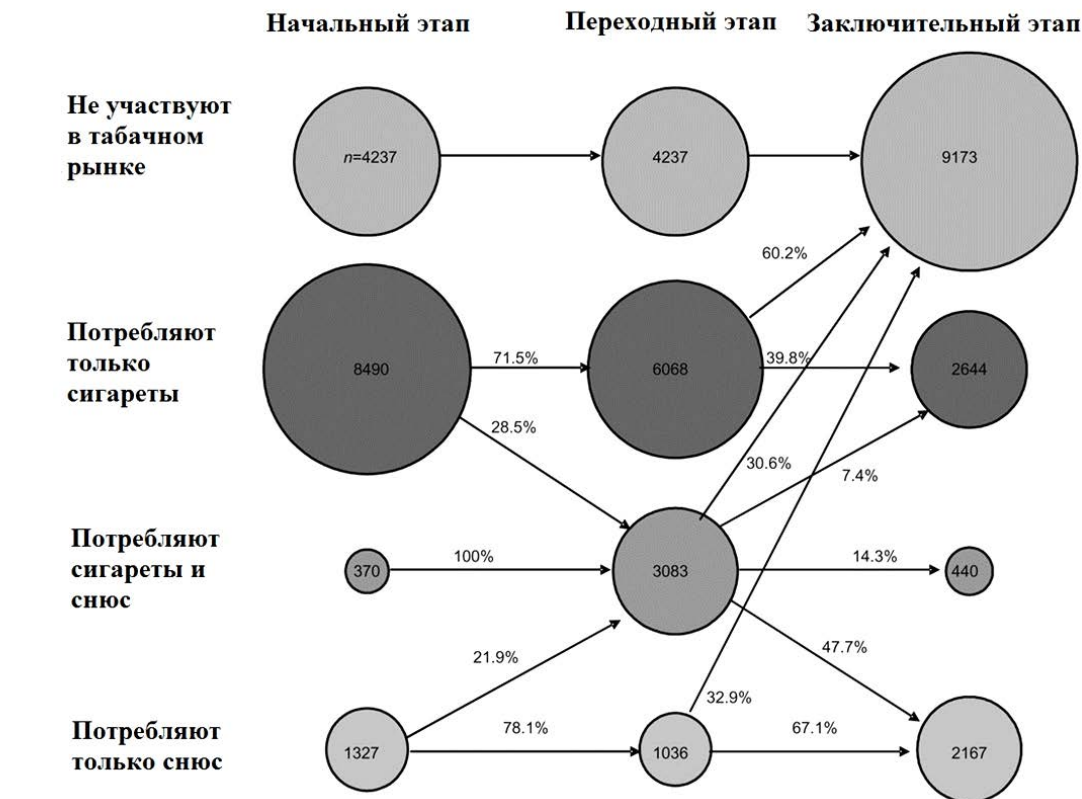 Начальный этап
Переходный этап
Заключительный этап
Не участвуют
в табачном
рынке
n=4237
4237
9173
60.2%
Потребляют
только
сигареты
8490
71.5%
6068
39.8%
2644
28.5%
30.6%
7.4%
Потребляют
сигареты и
снюс
370
100%
3083
14.3%
440
21.9%
47.7%
Потребляют
только снюс
1327
78.1%
1036
32.9%
67.1%
2167